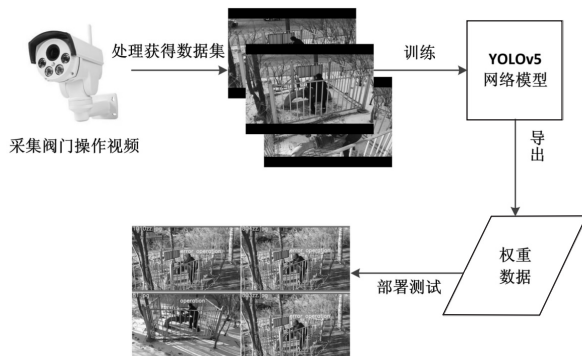 处理获得数据集
训练
YOLOv5
网络模型
采集阀门操作视频
导出
权重
数据
部署测试
operation